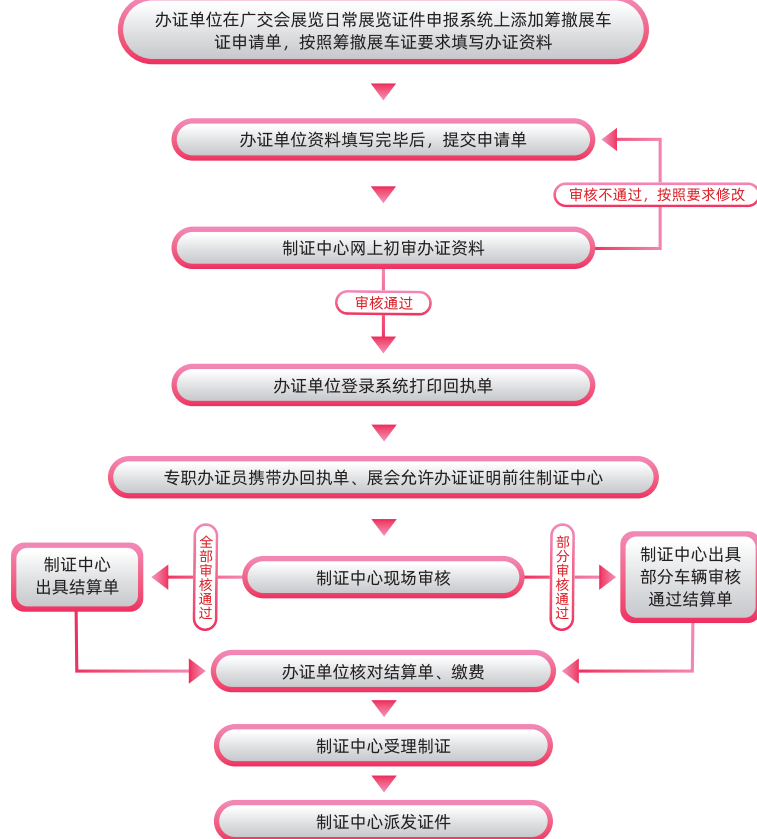 办证单位在广交会展览日常展览证件申报系统上添加筹撤展车
证申请单，按照筹撤展车证要求填写办证资料
办证单位资料填写完毕后，提交申请单
审核不通过，按照要求修改
制证中心网上初审办证资料
审核通过
办证单位登录系统打印回执单
专职办证员携带办回执单、展会允许办证证明前往制证中心
全部审核通过
部分审核通过
制证中心
出具结算单
制证中心现场审核
制证中心出具
部分车辆审核
通过结算单
办证单位核对结算单、缴费
制证中心受理制证
制证中心派发证件